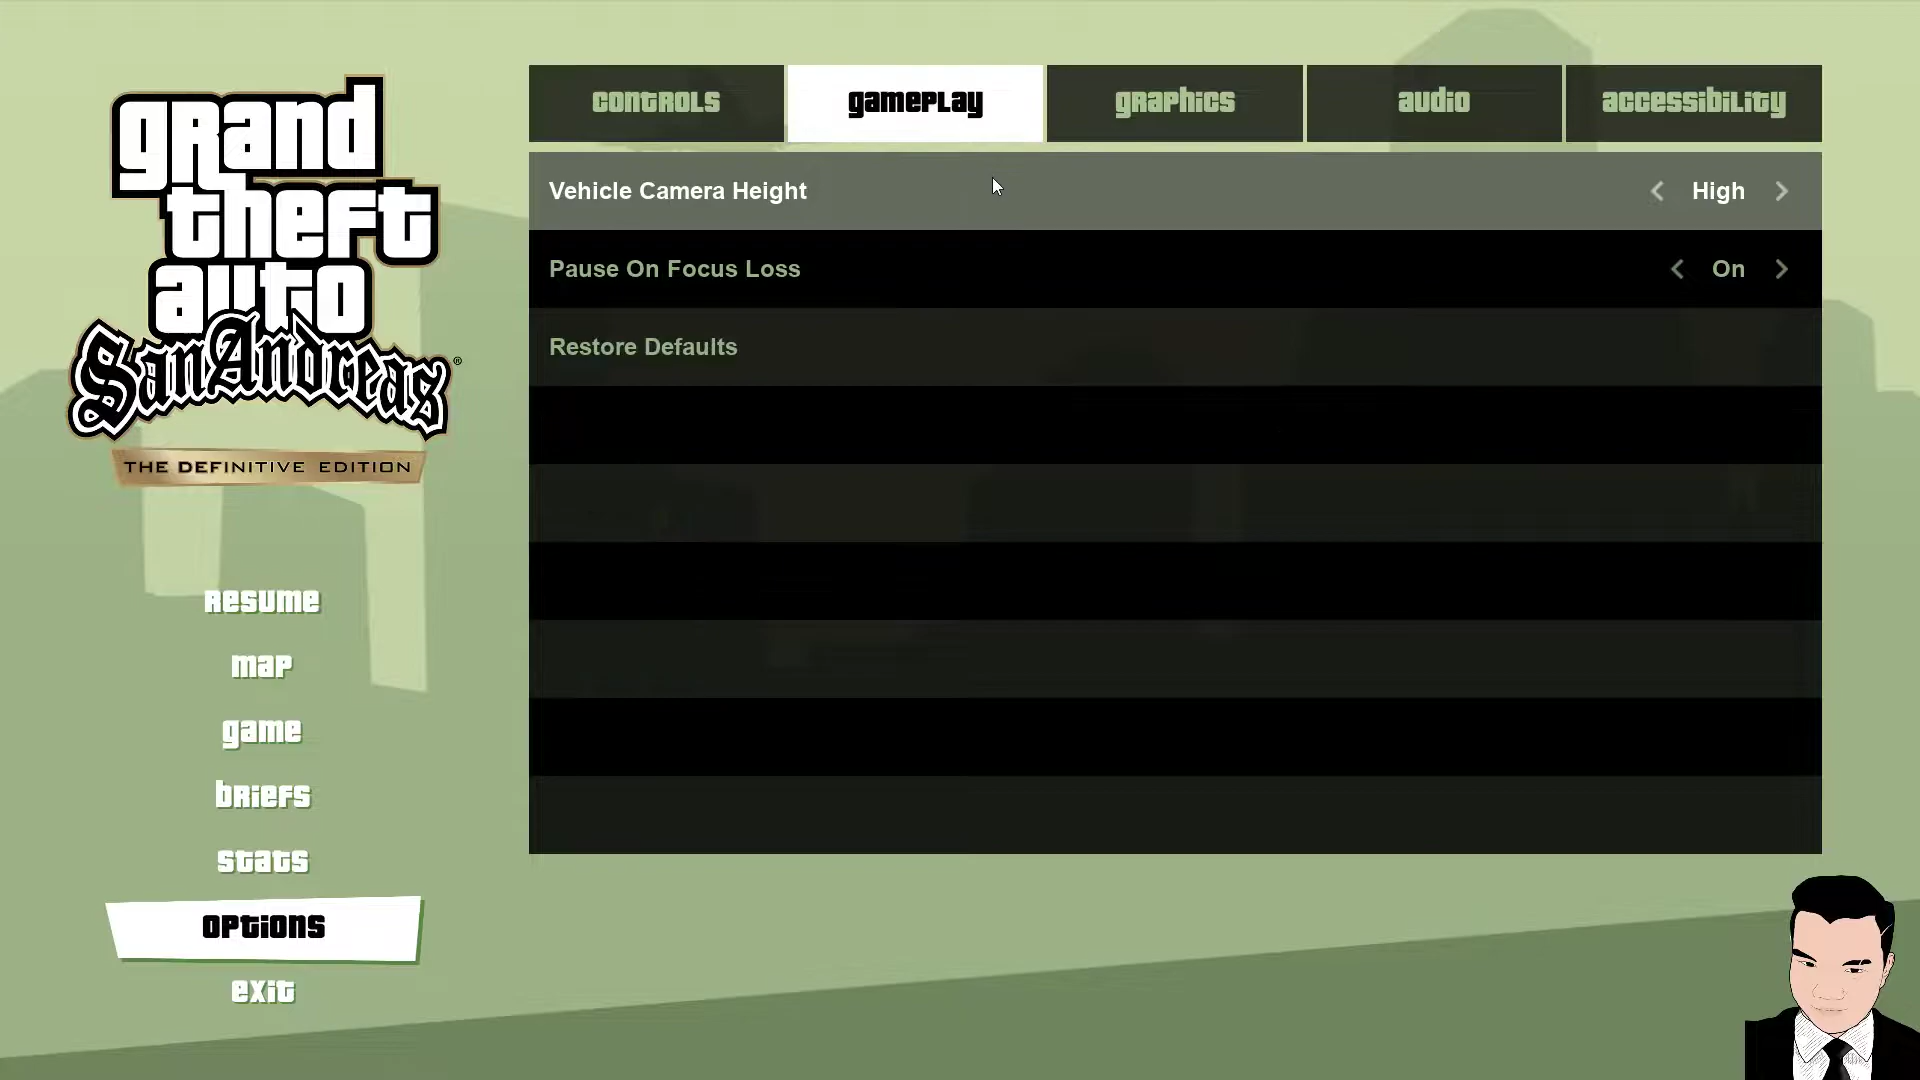 grand
theft
auto
San Andreas®
THE DEFINITIVE EDITION
resume
map
game
briefs
stats
options
exit
controls gameplay graphics audio accessibility
Vehicle Camera Height High
Pause On Focus Loss On
Restore Defaults